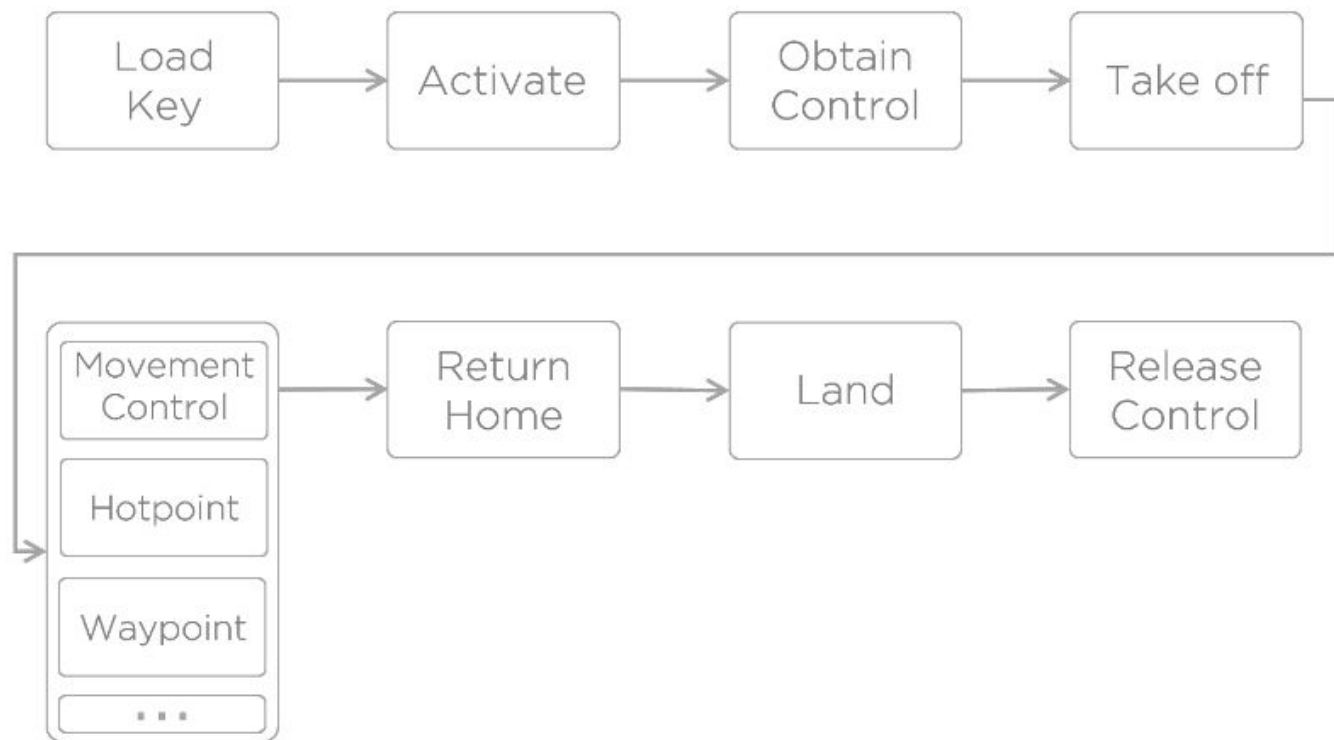 Load
Key
Activate
Obtain
Control
Take off
Movement
Control
Hotpoint
Waypoint
...
Return
Home
Land
Release
Control